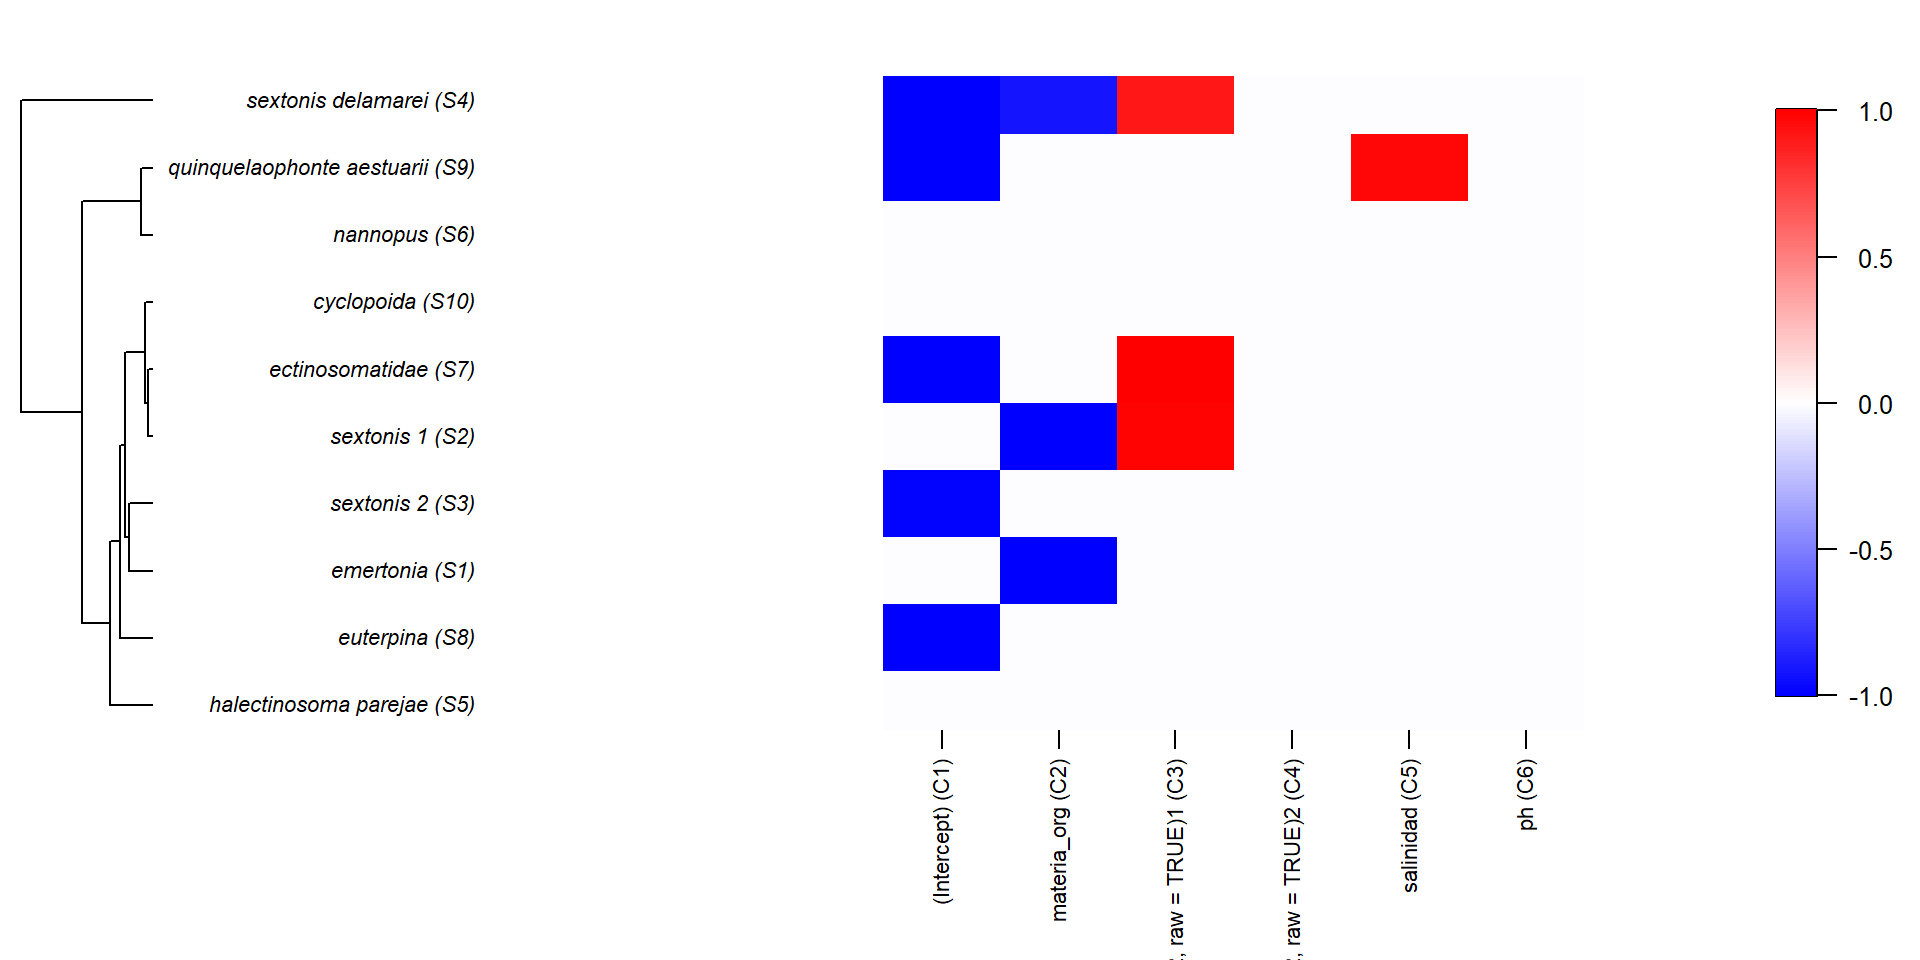 sextonis delamarei (S4)
quinquelaophonte aestuarii (S9)
nannopus (S6)
cyclopoida (S10)
ectinosomatidae (S7)
sextonis 1 (S2)
sextonis 2 (S3)
emertonia (S1)
euterpina (S8)
halectinosoma parejae (S5)
(Intercept) (C1)
materia_org (C2)
, raw = TRUE)1 (C3)
, raw = TRUE)2 (C4)
salinidad (C5)
ph (C6)
1.0
0.5
0.0
-0.5
-1.0